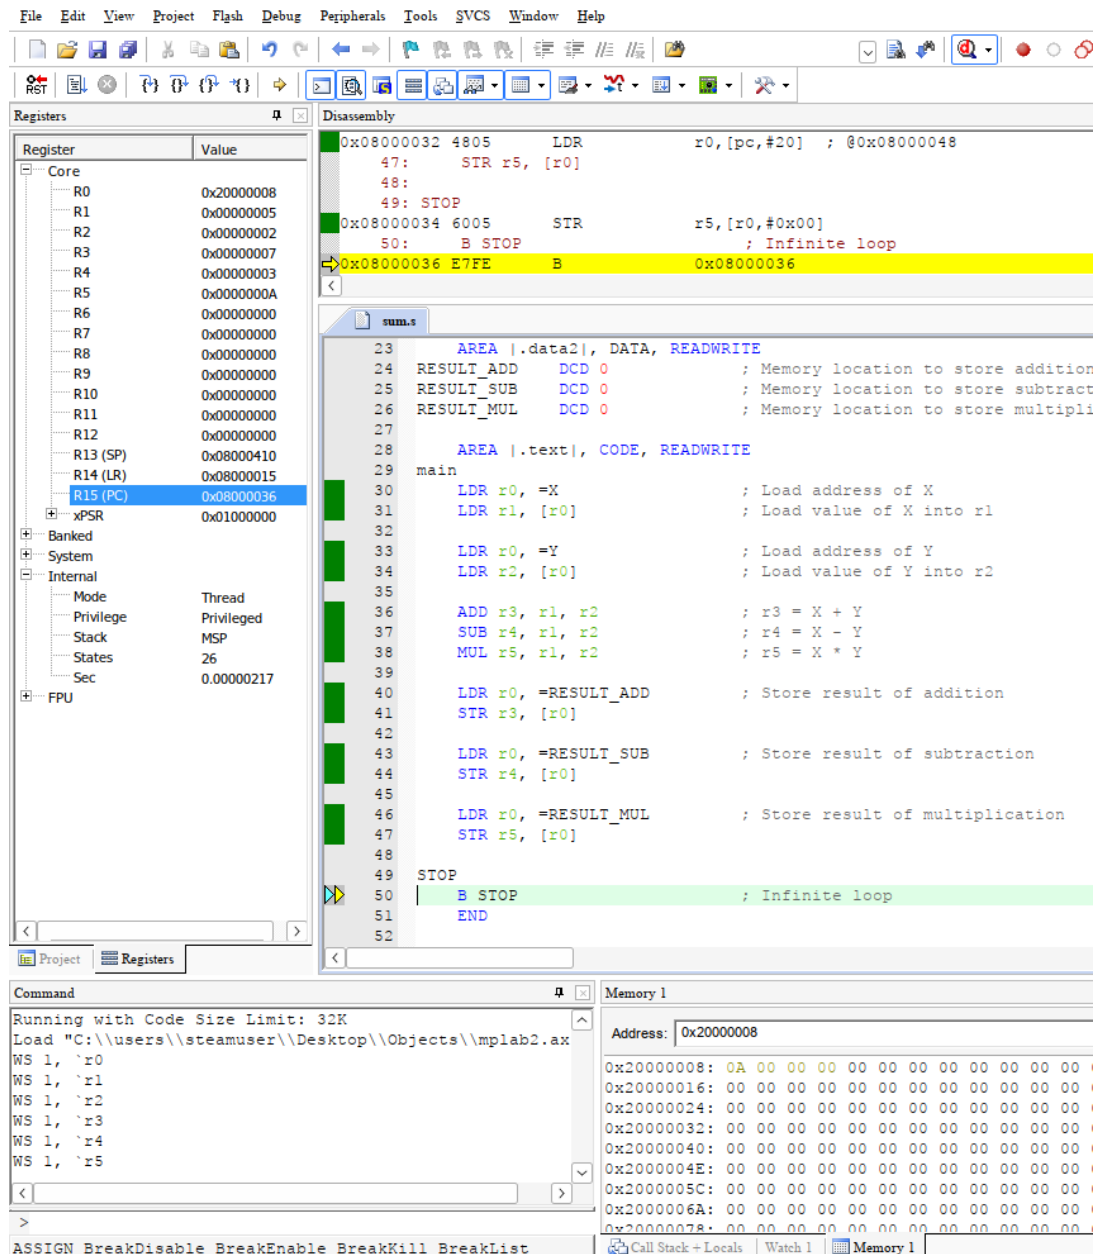 File Edit View Project Flash Debug Peripherals Tools SVCS Window Help
RST
Registers
Register Value
Core
R0 0x20000008
R1 0x00000005
R2 0x00000002
R3 0x00000007
R4 0x00000003
R5 0x0000000A
R6 0x00000000
R7 0x00000000
R8 0x00000000
R9 0x00000000
R10 0x00000000
R11 0x00000000
R12 0x00000000
R13 (SP) 0x08000410
R14 (LR) 0x08000015
R15 (PC) 0x08000036
xPSR 0x01000000
Banked
System
Internal
Mode Thread
Privilege Privileged
Stack MSP
States 26
Sec 0.00000217
FPU
Project Registers
Disassembly
0x08000032 4805 LDR r0,[pc,#20] ; @0x08000048
47: STR r5, [r0]
48:
49: STOP
0x08000034 6005 STR r5,[r0,#0x00]
50: B STOP ; Infinite loop
0x08000036 E7FE B 0x08000036
sum.s
23 AREA |.data2|, DATA, READWRITE
24 RESULT_ADD DCD 0 ; Memory location to store addition
25 RESULT_SUB DCD 0 ; Memory location to store subtract
26 RESULT_MUL DCD 0 ; Memory location to store multipli
27
28 AREA |.text|, CODE, READWRITE
29 main
30 LDR r0, =X ; Load address of X
31 LDR r1, [r0] ; Load value of X into r1
32
33 LDR r0, =Y ; Load address of Y
34 LDR r2, [r0] ; Load value of Y into r2
35
36 ADD r3, r1, r2 ; r3 = X + Y
37 SUB r4, r1, r2 ; r4 = X - Y
38 MUL r5, r1, r2 ; r5 = X * Y
39
40 LDR r0, =RESULT_ADD ; Store result of addition
41 STR r3, [r0]
42
43 LDR r0, =RESULT_SUB ; Store result of subtraction
44 STR r4, [r0]
45
46 LDR r0, =RESULT_MUL ; Store result of multiplication
47 STR r5, [r0]
48
49 STOP
50 B STOP ; Infinite loop
51 END
52
Command
Running with Code Size Limit: 32K
Load "C:\\users\\steamuser\\Desktop\\Objects\\mplab2.ax
WS 1, `r0
WS 1, `r1
WS 1, `r2
WS 1, `r3
WS 1, `r4
WS 1, `r5
>
ASSIGN BreakDisable BreakEnable BreakKill BreakList
Memory 1
Address: 0x20000008
0x20000008: 0A 00 00 00 00 00 00 00 00 00 00 00
0x20000016: 00 00 00 00 00 00 00 00 00 00 00 00
0x20000024: 00 00 00 00 00 00 00 00 00 00 00 00
0x20000032: 00 00 00 00 00 00 00 00 00 00 00 00
0x20000040: 00 00 00 00 00 00 00 00 00 00 00 00
0x2000004E: 00 00 00 00 00 00 00 00 00 00 00 00
0x2000005C: 00 00 00 00 00 00 00 00 00 00 00 00
0x2000006A: 00 00 00 00 00 00 00 00 00 00 00 00
0x20000078: 00 00 00 00 00 00 00 00 00 00 00 00
Call Stack + Locals Watch 1 Memory 1